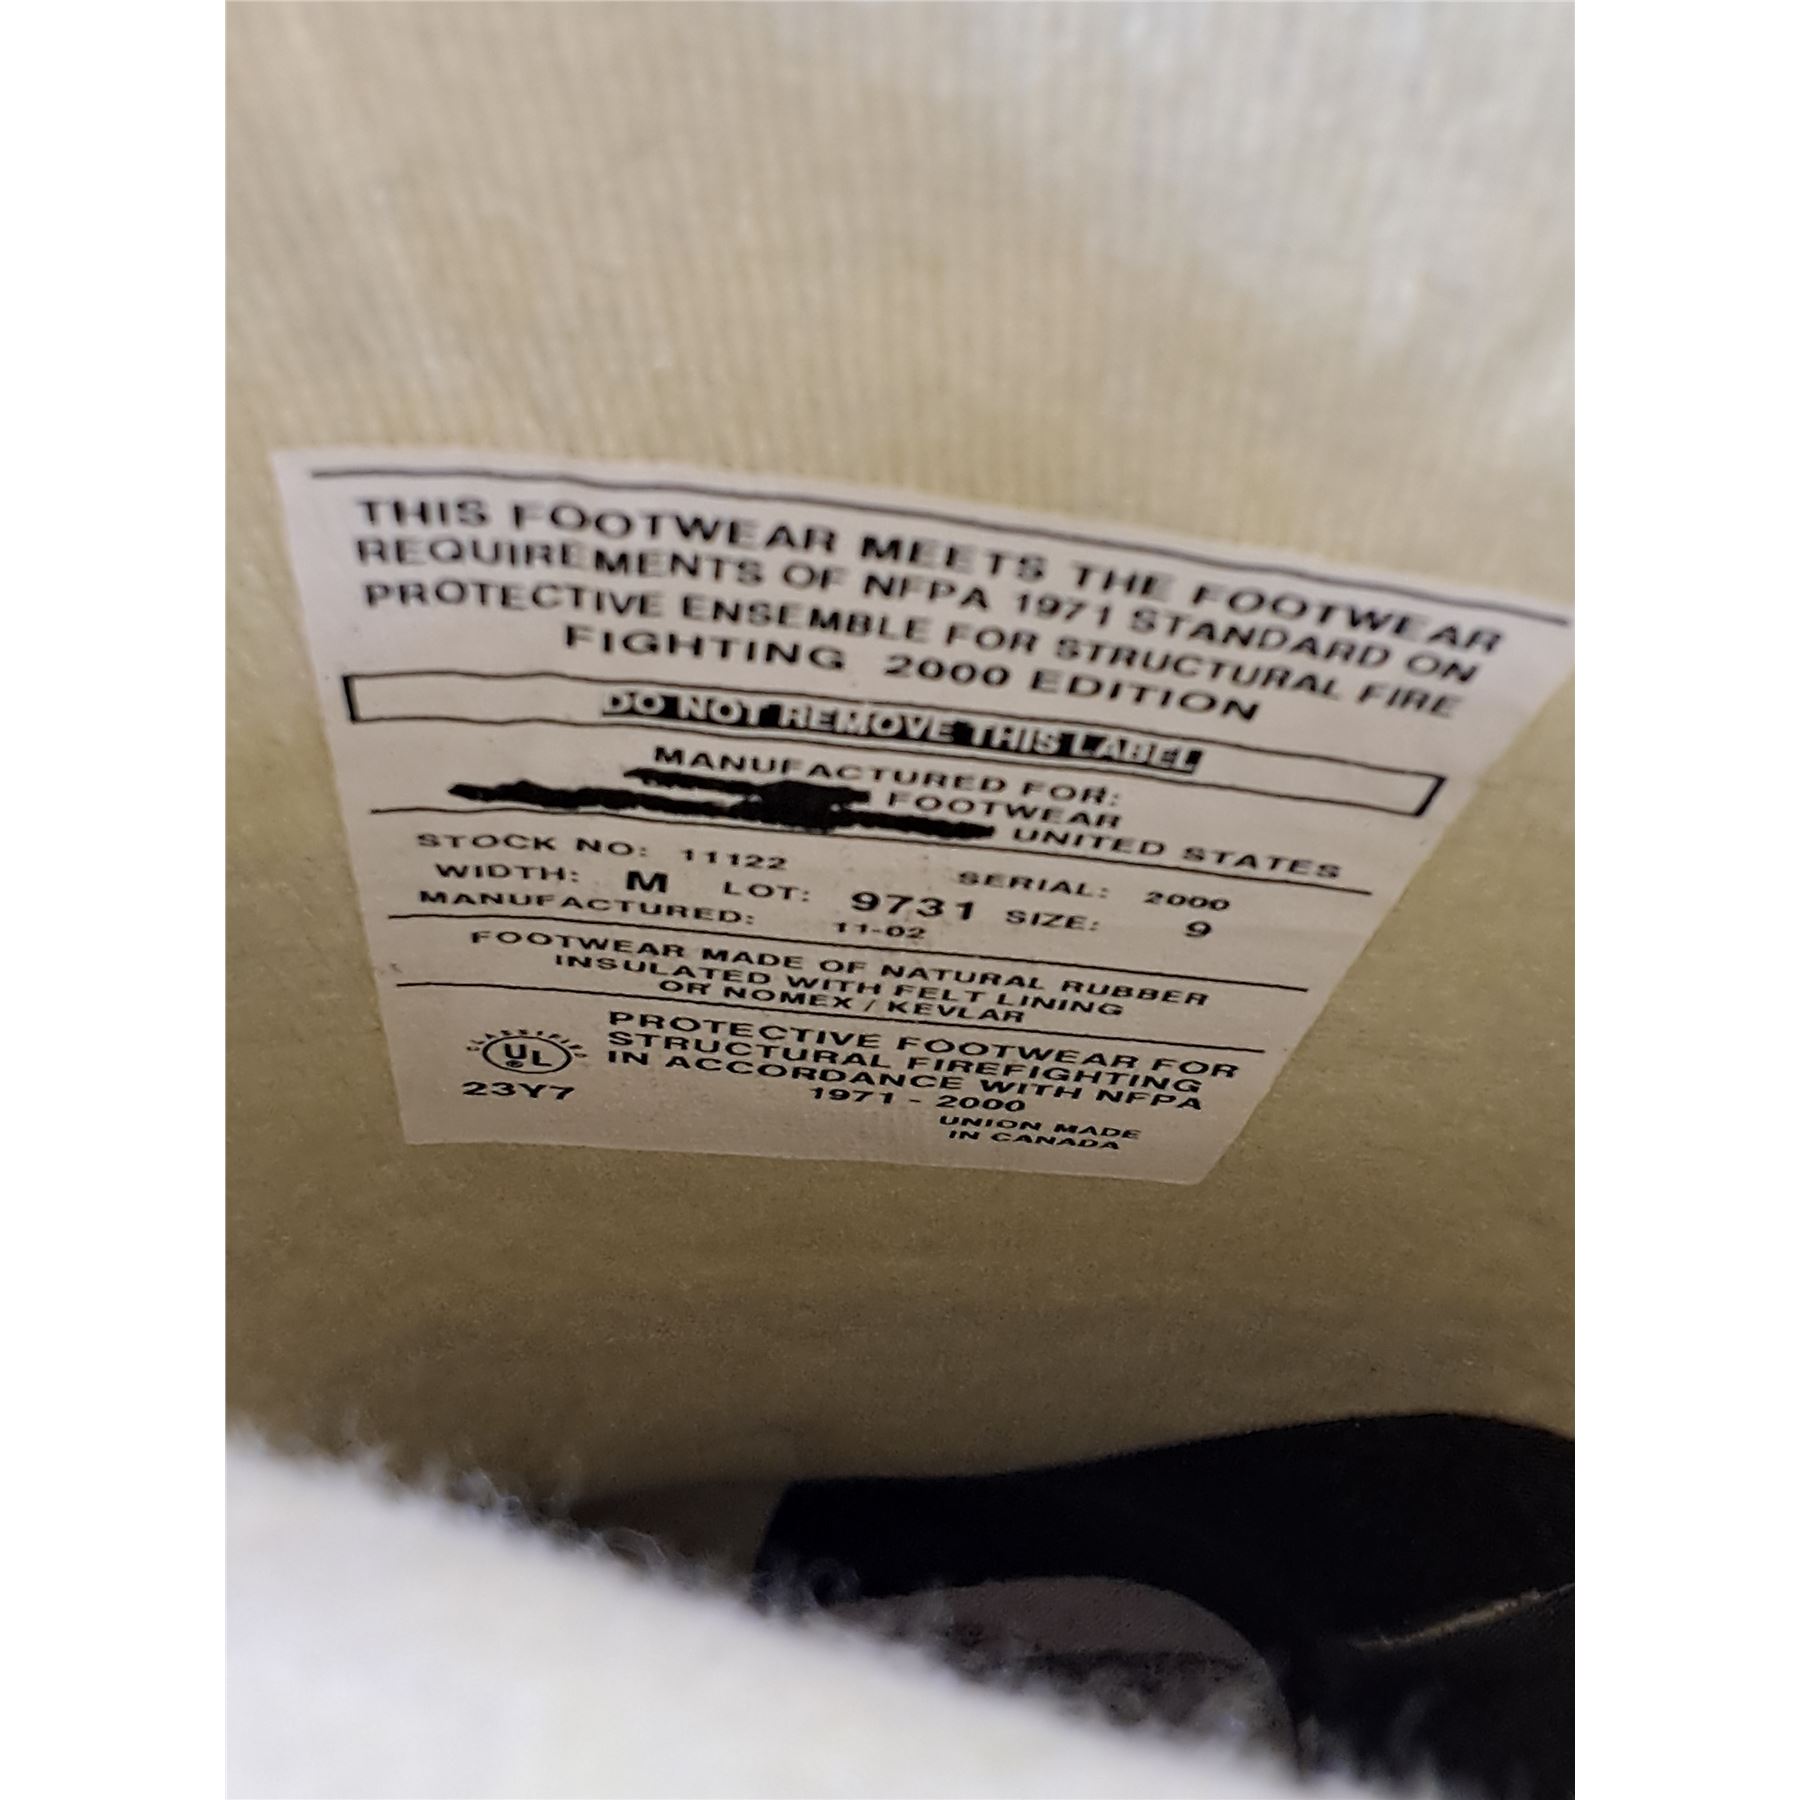 THIS FOOTWEAR MEETS THE FOOTWEAR
REQUIREMENTS OF NFPA 1971 STANDARD ON
PROTECTIVE ENSEMBLE FOR STRUCTURAL FIRE
FIGHTING 2000 EDITION
DO NOT REMOVE THIS LABEL
MANUFACTURED FOR:
FOOTWEAR
UNITED STATES
STOCK NO: 11122 SERIAL: 2000
WIDTH: M LOT: 9731 SIZE: 9
MANUFACTURED: 11-02
FOOTWEAR MADE OF NATURAL RUBBER
INSULATED WITH FELT LINING
OR NOMEX / KEVLAR
CLASSIFIED
UL ®
23Y7
PROTECTIVE FOOTWEAR FOR
STRUCTURAL FIREFIGHTING
IN ACCORDANCE WITH NFPA
1971 - 2000
UNION MADE
IN CANADA